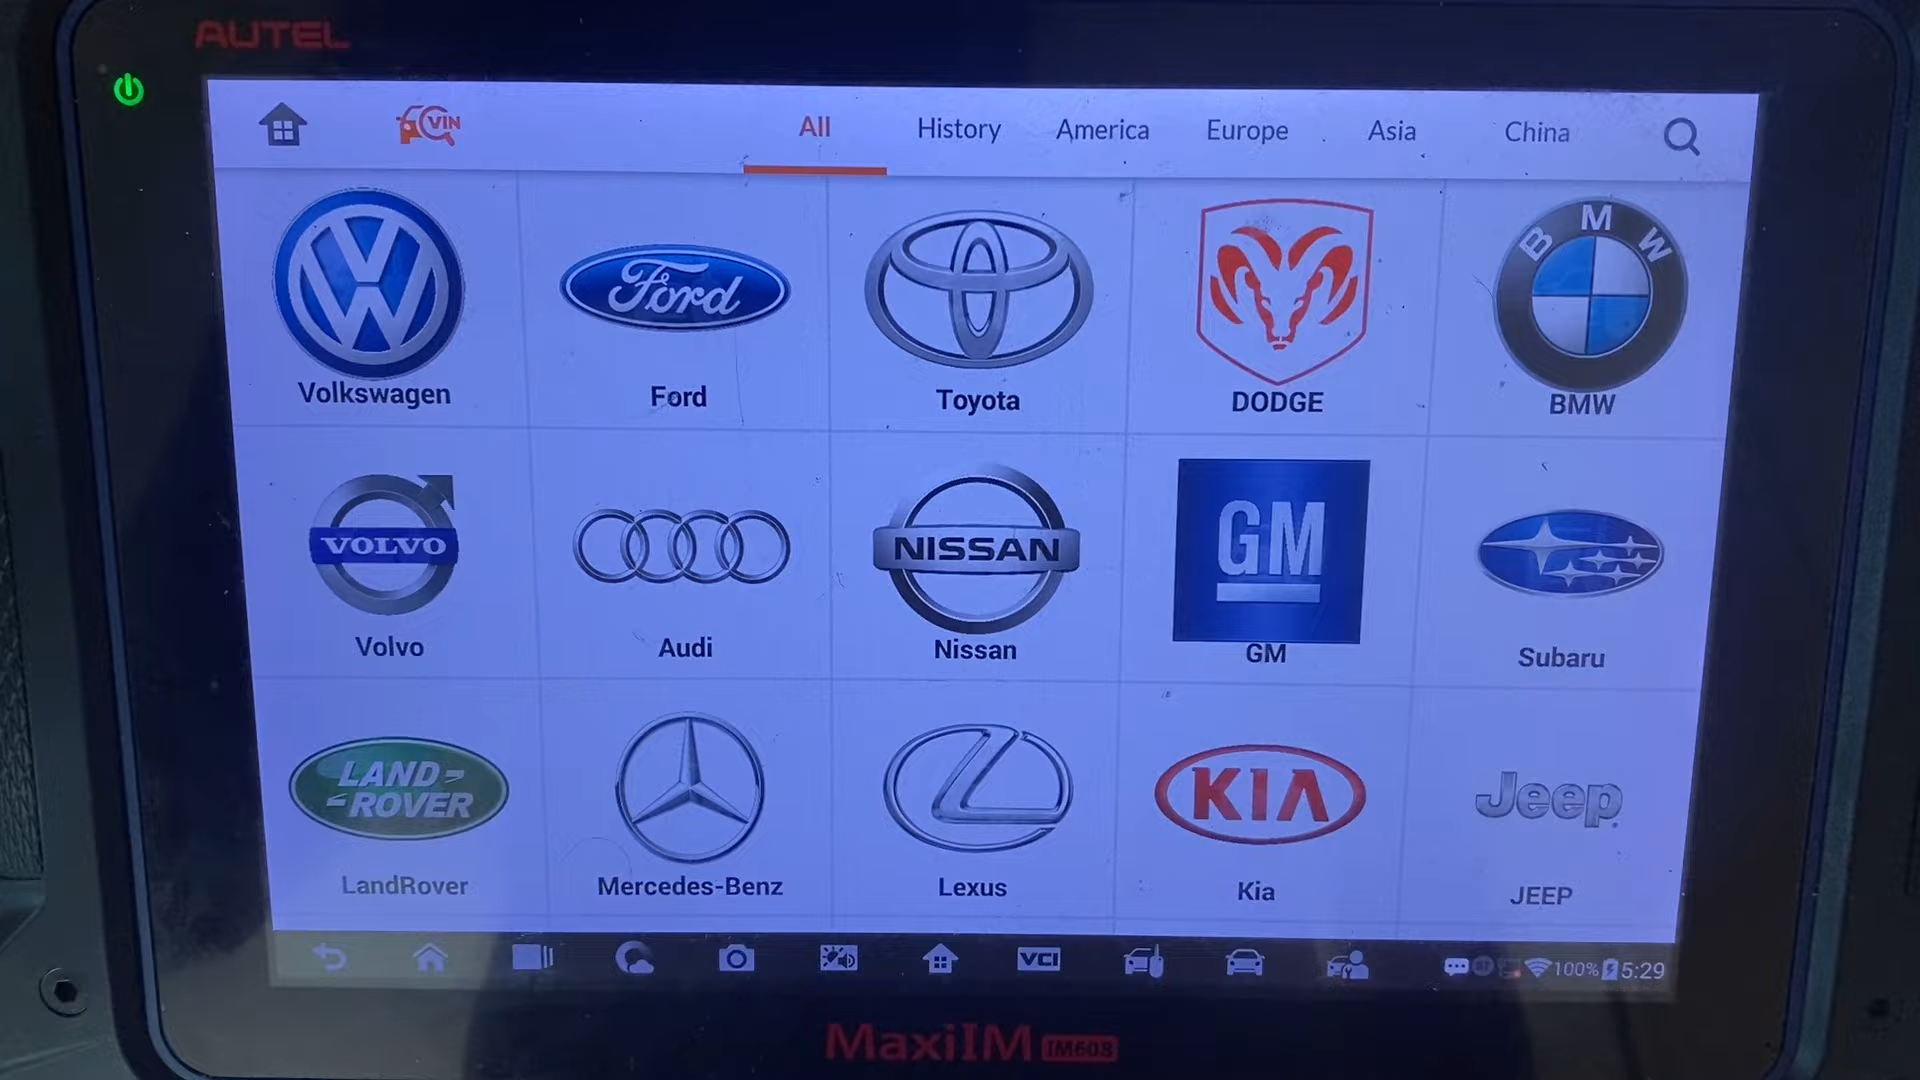 AUTEL
VIN All History America Europe Asia China
BMW
Ford
Volkswagen Ford Toyota DODGE BMW
VOLVO NISSAN GM
Volvo Audi Nissan GM Subaru
LAND-
-ROVER KIA Jeep
LandRover Mercedes-Benz Lexus Kia JEEP
VCI 100% 5:29
MaxiIM IM608